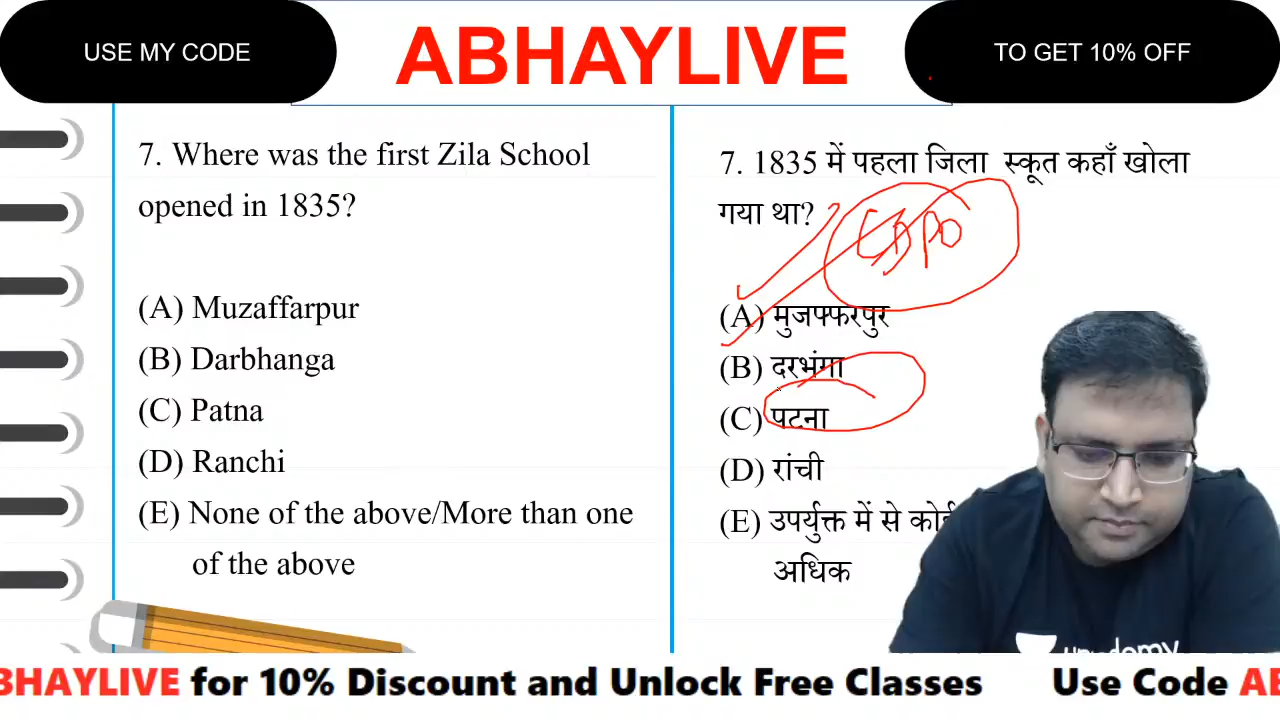 USE MY CODE
ABHAYLIVE
TO GET 10% OFF
7. Where was the first Zila School
opened in 1835?
(A) Muzaffarpur
(B) Darbhanga
(C) Patna
(D) Ranchi
(E) None of the above/More than one
of the above
7. 1835 में पहला जिला स्कूत कहाँ खोला
गया था?
(A) मुजफ्फरपुर
(B) दरभंगा
(C) पटना
(D) रांची
(E) उपर्युक्त में से
अधिक
BHAYLIVE for 10% Discount and Unlock Free Classes
Use Code